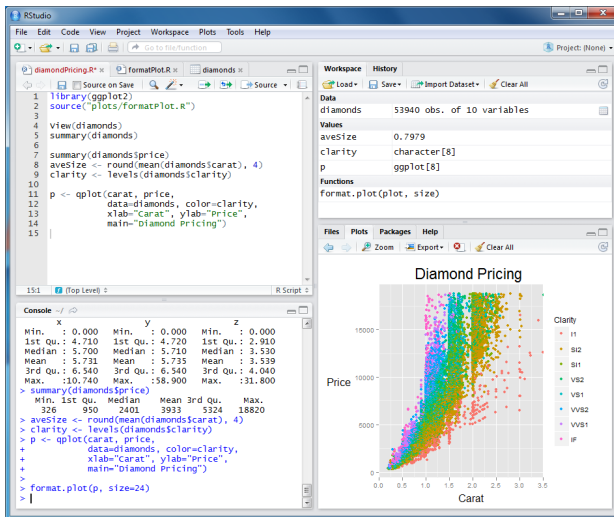 RStudio
File Edit Code View Project Workspace Plots Tools Help
Go to file/function
Project: (None)
diamondPricing.R* × formatPlot.R × diamonds ×
Source on Save Source
1 library(ggplot2)
2 source("plots/formatPlot.R")
3
4 View(diamonds)
5 summary(diamonds)
6
7 summary(diamonds$price)
8 aveSize <- round(mean(diamonds$carat), 4)
9 clarity <- levels(diamonds$clarity)
10
11 p <- qplot(carat, price,
12 data=diamonds, color=clarity,
13 xlab="Carat", ylab="Price",
14 main="Diamond Pricing")
15
15:1 (Top Level) R Script
Console ~/
x y z
Min. : 0.000 Min. : 0.000 Min. : 0.000
1st Qu.: 4.710 1st Qu.: 4.720 1st Qu.: 2.910
Median : 5.700 Median : 5.710 Median : 3.530
Mean : 5.731 Mean : 5.735 Mean : 3.539
3rd Qu.: 6.540 3rd Qu.: 6.540 3rd Qu.: 4.040
Max. :10.740 Max. :58.900 Max. :31.800
> summary(diamonds$price)
Min. 1st Qu. Median Mean 3rd Qu. Max.
326 950 2401 3933 5324 18820
> aveSize <- round(mean(diamonds$carat), 4)
> clarity <- levels(diamonds$clarity)
> p <- qplot(carat, price,
+ data=diamonds, color=clarity,
+ xlab="Carat", ylab="Price",
+ main="Diamond Pricing")
>
> format.plot(p, size=24)
>
Workspace History
Load Save Import Dataset Clear All
Data
diamonds 53940 obs. of 10 variables
Values
aveSize 0.7979
clarity character[8]
p ggplot[8]
Functions
format.plot(plot, size)
Files Plots Packages Help
Zoom Export Clear All
Diamond Pricing
Price
15000
10000
5000
0
0.0 0.5 1.0 1.5 2.0 2.5 3.0 3.5
Carat
Clarity
I1
SI2
SI1
VS2
VS1
VVS2
VVS1
IF